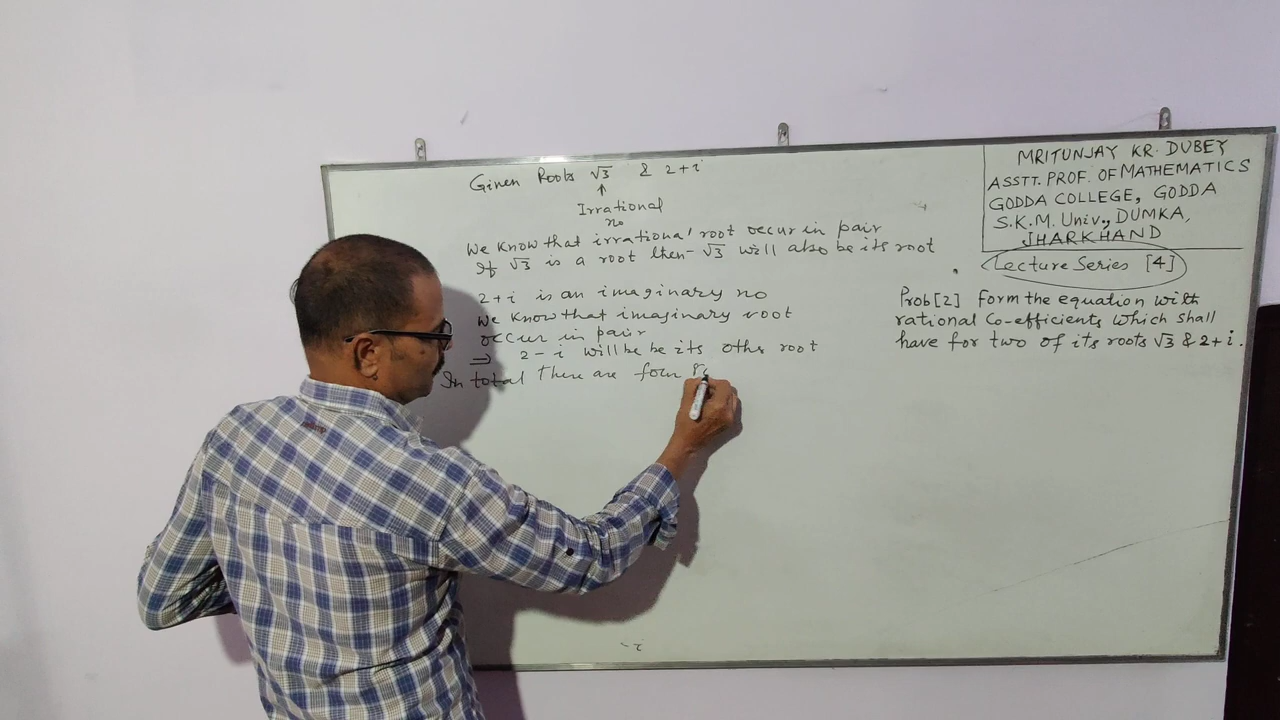 Given Roots √3 & 2+i
↑
Irrational
no
We know that irrational root occur in pair
If √3 is a root then -√3 will also be its root
2+i is an imaginary no
We know that imaginary root
occur in pair
⇒ 2-i will be be its othr root
In total there are four
-i
MRITUNJAY KR. DUBEY
ASSTT. PROF. OF MATHEMATICS
GODDA COLLEGE, GODDA
S.K.M. Univ., DUMKA,
JHARKHAND
Lecture Series [4]
Prob[2] Form the equation with
rational Co-efficients which shall
have for two of its roots √3 & 2+i.